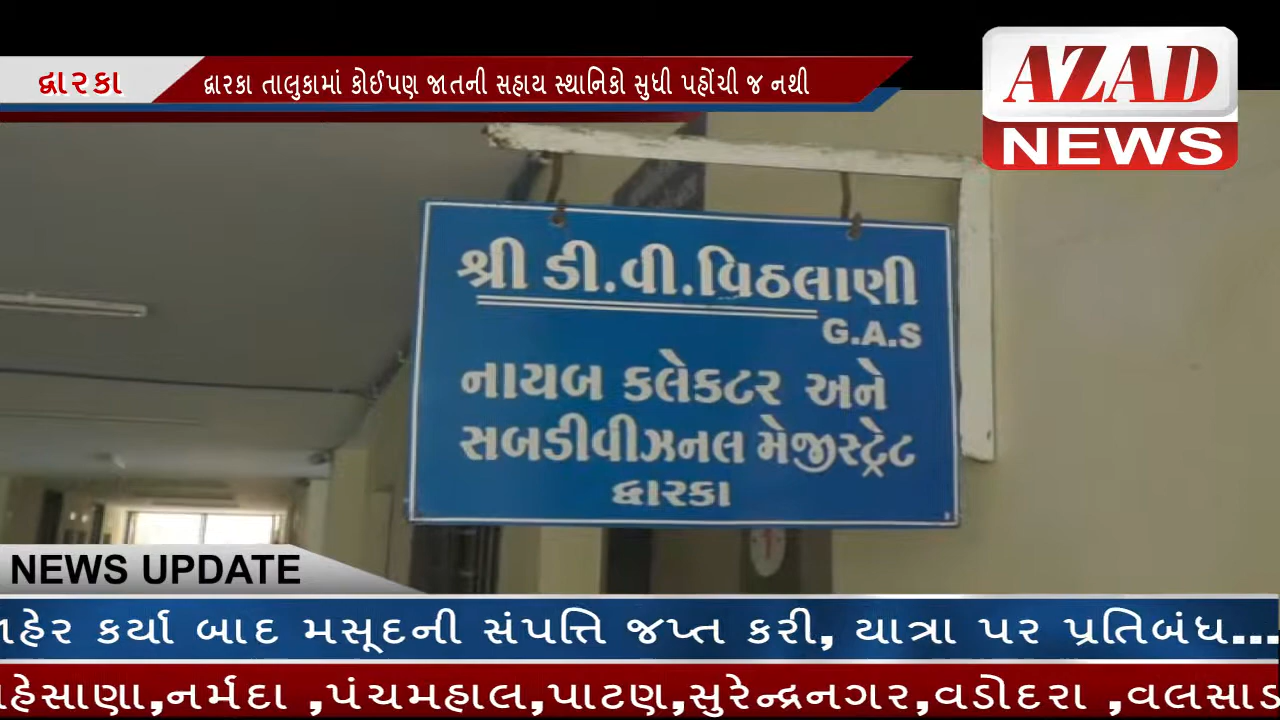 દ્વારકા
દ્વારકા તાલુકામાં કોઈપણ જાતની સહાય સ્થાનિકો સુધી પહોંચી જ નથી
AZAD
NEWS
શ્રી ડી.વી.વિઠલાણી
G.A.S
નાયબ કલેકટર અને
સબડીવીઝનલ મેજીસ્ટ્રેટ
દ્વારકા
NEWS UPDATE
કર્યા બાદ મસૂદની સંપત્તિ જપ્ત કરી, યાત્રા પર પ્રતિબંધ...
,નર્મદા ,પંચમહાલ,પાટણ,સુરેન્દ્રનગર,વડોદરા ,વલસાડ